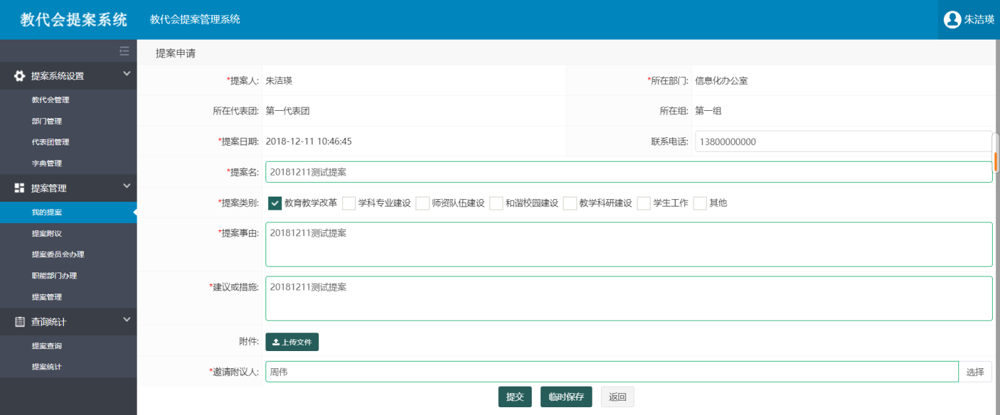 教代会提案系统
教代会提案管理系统
朱洁瑛
提案系统设置
教代会管理
部门管理
代表团管理
字典管理
提案管理
我的提案
提案附议
提案委员会办理
职能部门办理
提案管理
查询统计
提案查询
提案统计
提案申请
*提案人: 朱洁瑛
*所在部门: 信息化办公室
所在代表团: 第一代表团
所在组: 第一组
*提案日期: 2018-12-11 10:46:45
联系电话: 13800000000
*提案名: 20181211测试提案
*提案类别: 教育教学改革 学科专业建设 师资队伍建设 和谐校园建设 教学科研建设 学生工作 其他
*提案事由: 20181211测试提案
*建议或措施: 20181211测试提案
附件: 上传文件
*邀请附议人: 周伟 选择
提交 临时保存 返回